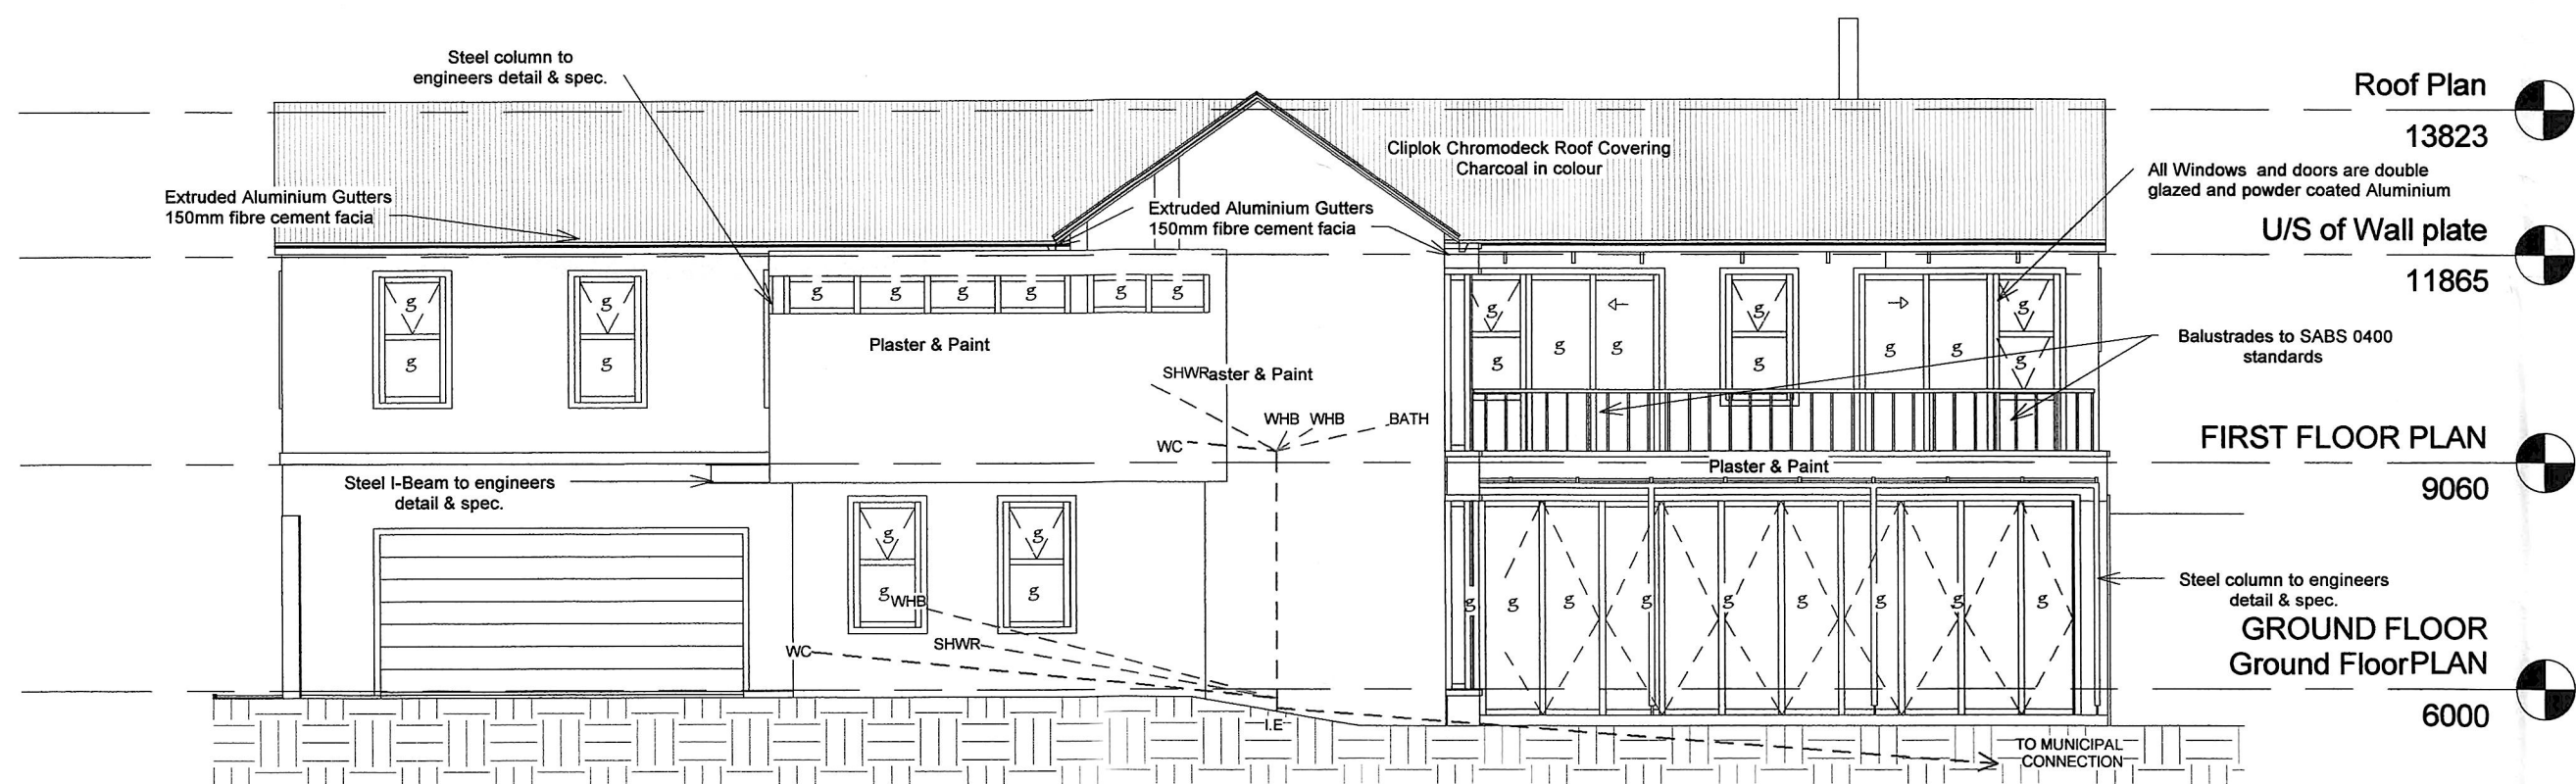 Steel column to
engineers detail & spec.
Roof Plan
13823
Cliplok Chromodeck Roof Covering
Charcoal in colour
All Windows and doors are double
glazed and powder coated Aluminium
Extruded Aluminium Gutters
150mm fibre cement facia
Extruded Aluminium Gutters
150mm fibre cement facia
U/S of Wall plate
11865
g g g g g g g g
g g g g
g g
g g g g g g
g
Plaster & Paint
Balustrades to SABS 0400
standards
SHWRaster & Paint
WHB WHB BATH
WC
FIRST FLOOR PLAN
9060
Plaster & Paint
Steel I-Beam to engineers
detail & spec.
g g
g g
WHB
g g g g g g g g g
Steel column to engineers
detail & spec.
SHWR
WC
GROUND FLOOR
Ground FloorPLAN
6000
I.E
TO MUNICIPAL
CONNECTION